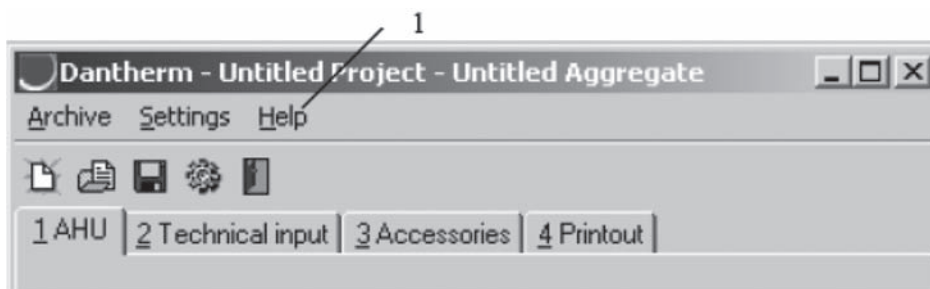 1
Dantherm - Untitled Project - Untitled Aggregate
Archive Settings Help
1 AHU 2 Technical input 3 Accessories 4 Printout